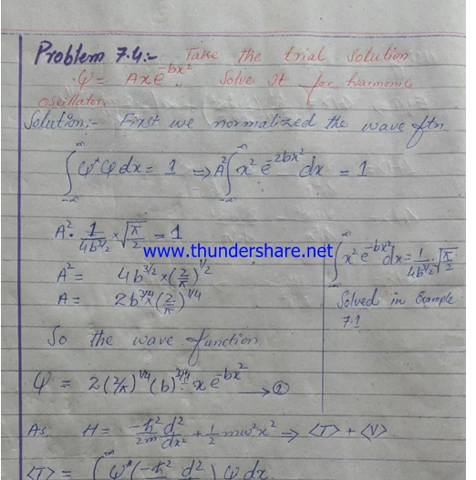 Problem 7.4:- Take the trial solution
ψ = Axe^{-bx²}. Solve it for harmonic
oscillator
Solution:- First we normalized the wave ftn
∫_{-∞}^{∞} ψ*ψ dx = 1 ⇒ A² ∫_{-∞}^{∞} x² e^{-2bx²} dx = 1
A² · 1/(4b^{3/2}) × √(π/2) = 1
www.thundershare.net
A² = 4b^{3/2} × (2/π)^{1/2}
A = 2b^{3/4} × (2/π)^{1/4}
∫_{-∞}^{∞} x² e^{-bx²} dx = 1/(4b^{3/2}) · √(π/2)
Solved in Example
7.1
So the wave function
ψ = 2(2/π)^{1/4} (b)^{3/4} · x e^{-bx²} → ①
As, H = -ħ²/2m d²/dx² + 1/2 mω²x² ⇒ ⟨T⟩ + ⟨V⟩
⟨T⟩ = ∫^{∞} ψ*(-ħ² d² ) ψ dx